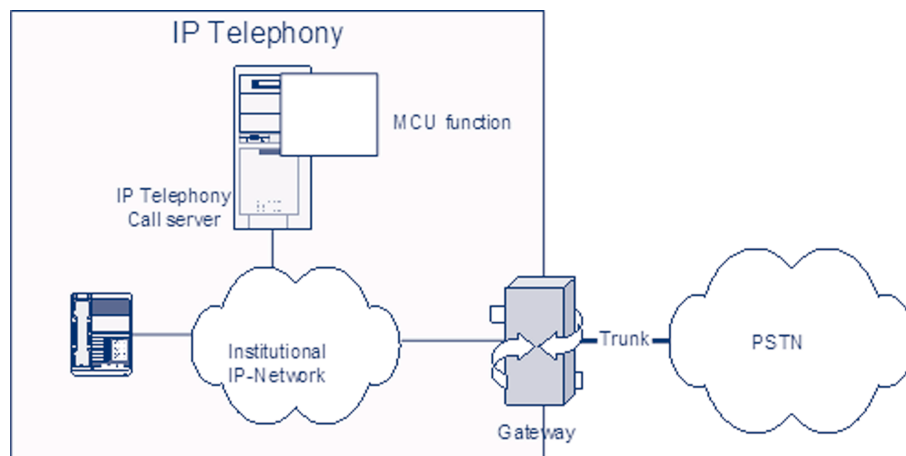 IP Telephony
MCU function
IP Telephony
Call server
Institutional
IP-Network
Trunk
PSTN
Gateway